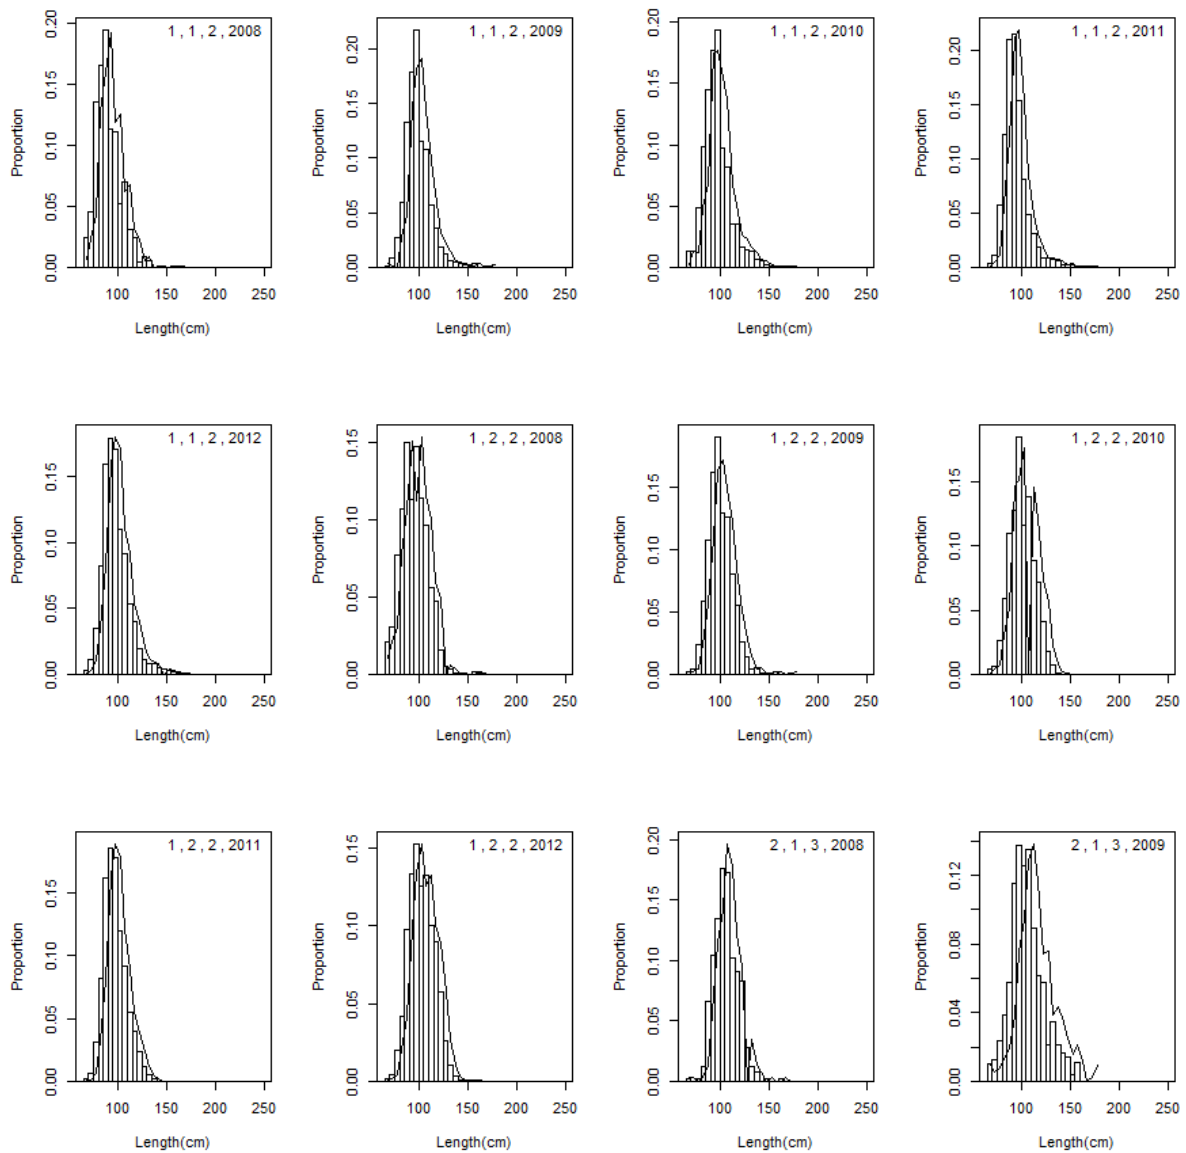 1 , 1 , 2 , 2008
Proportion
0.00 0.05 0.10 0.15 0.20
100 150 200 250
Length(cm)
1 , 1 , 2 , 2009
Proportion
0.00 0.05 0.10 0.15 0.20
100 150 200 250
Length(cm)
1 , 1 , 2 , 2010
Proportion
0.00 0.05 0.10 0.15 0.20
100 150 200 250
Length(cm)
1 , 1 , 2 , 2011
Proportion
0.00 0.05 0.10 0.15 0.20
100 150 200 250
Length(cm)
1 , 1 , 2 , 2012
Proportion
0.00 0.05 0.10 0.15
100 150 200 250
Length(cm)
1 , 2 , 2 , 2008
Proportion
0.00 0.05 0.10 0.15
100 150 200 250
Length(cm)
1 , 2 , 2 , 2009
Proportion
0.00 0.05 0.10 0.15
100 150 200 250
Length(cm)
1 , 2 , 2 , 2010
Proportion
0.00 0.05 0.10 0.15
100 150 200 250
Length(cm)
1 , 2 , 2 , 2011
Proportion
0.00 0.05 0.10 0.15
100 150 200 250
Length(cm)
1 , 2 , 2 , 2012
Proportion
0.00 0.05 0.10 0.15
100 150 200 250
Length(cm)
2 , 1 , 3 , 2008
Proportion
0.00 0.05 0.10 0.15 0.20
100 150 200 250
Length(cm)
2 , 1 , 3 , 2009
Proportion
0.00 0.04 0.08 0.12
100 150 200 250
Length(cm)